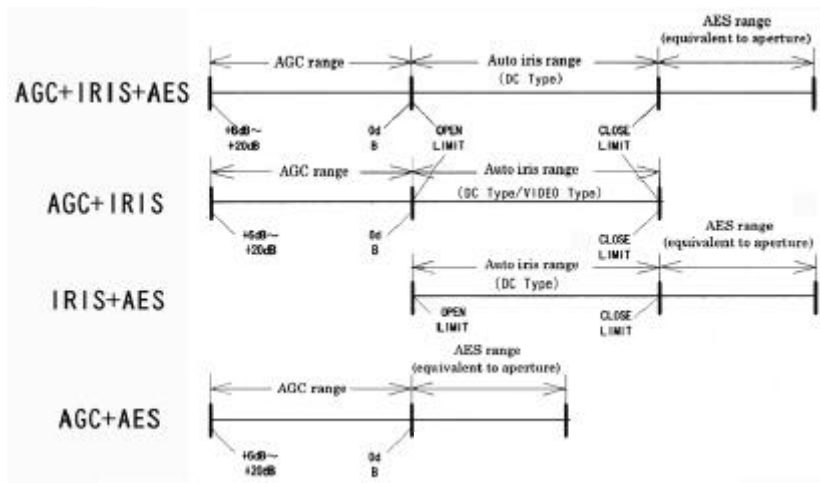 AES range
(equivalent to aperture)
AGC range
Auto iris range
(DC Type)
AGC+IRIS+AES
+6dB~
+20dB
0d
B
OPEN
LIMIT
CLOSE
LIMIT
AGC range
Auto iris range
(DC Type/VIDEO Type)
AGC+IRIS
+6dB~
+20dB
0d
B
CLOSE
LIMIT
AES range
(equivalent to aperture)
Auto iris range
(DC Type)
IRIS+AES
OPEN
LIMIT
CLOSE
LIMIT
AES range
(equivalent to aperture)
AGC range
AGC+AES
+6dB~
+20dB
0d
B